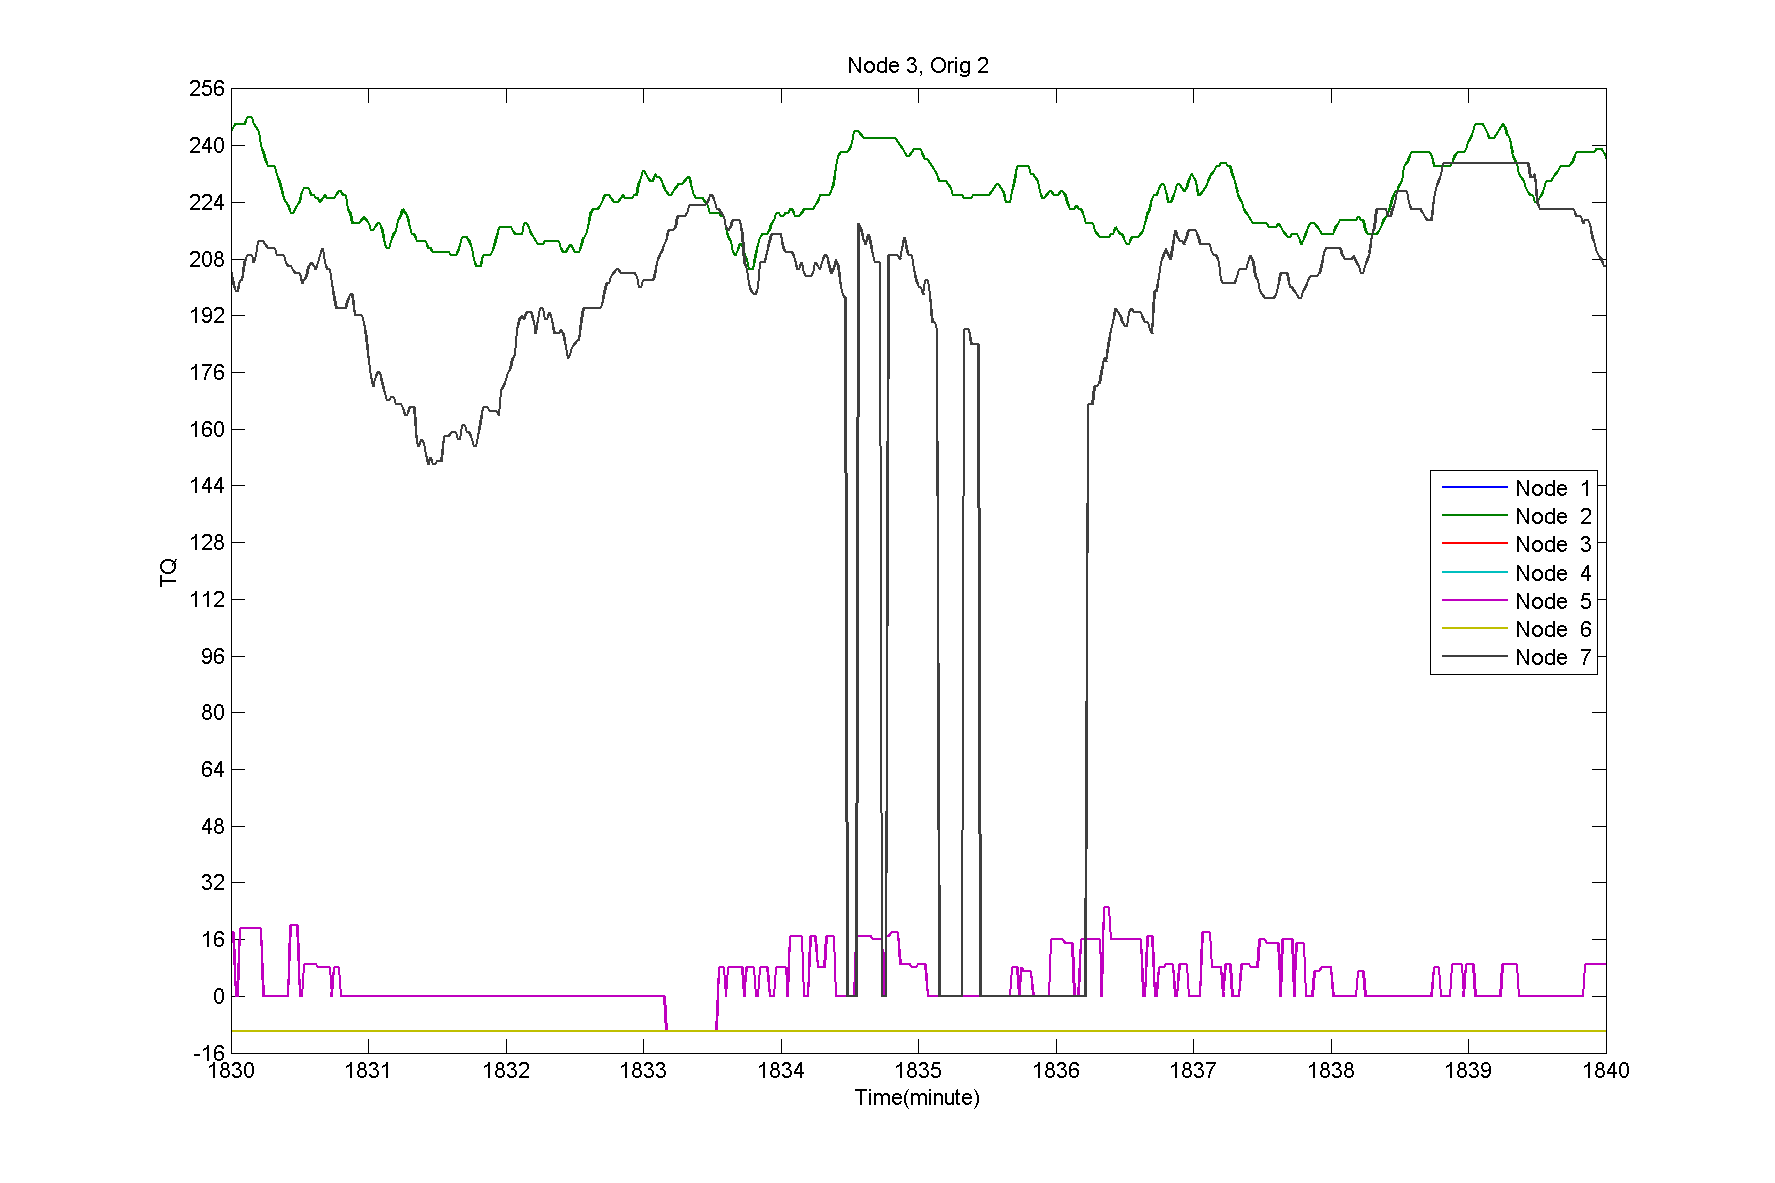 Node 3, Orig 2
256
240
224
208
192
176
160
144
128
112
96
80
64
48
32
16
0
-16
TQ
Node 1
Node 2
Node 3
Node 4
Node 5
Node 6
Node 7
1830 1831 1832 1833 1834 1835 1836 1837 1838 1839 1840
Time(minute)